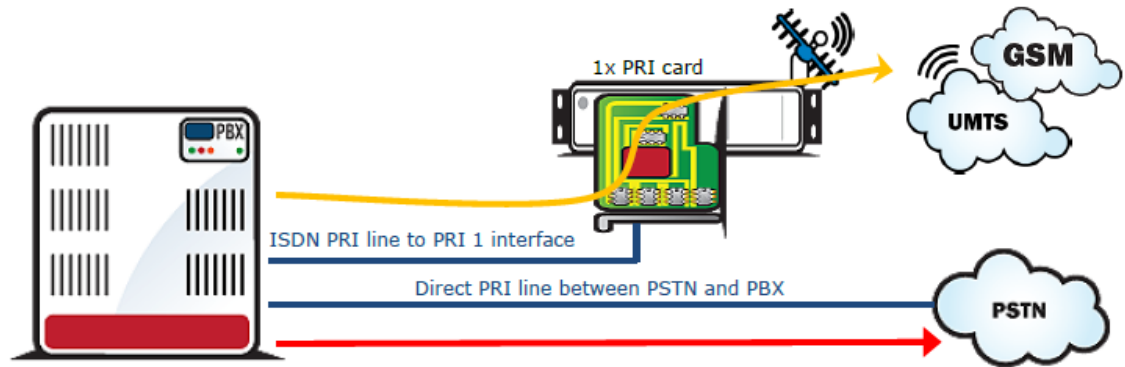 1x PRI card
GSM
UMTS
PBX
ISDN PRI line to PRI 1 interface
Direct PRI line between PSTN and PBX
PSTN